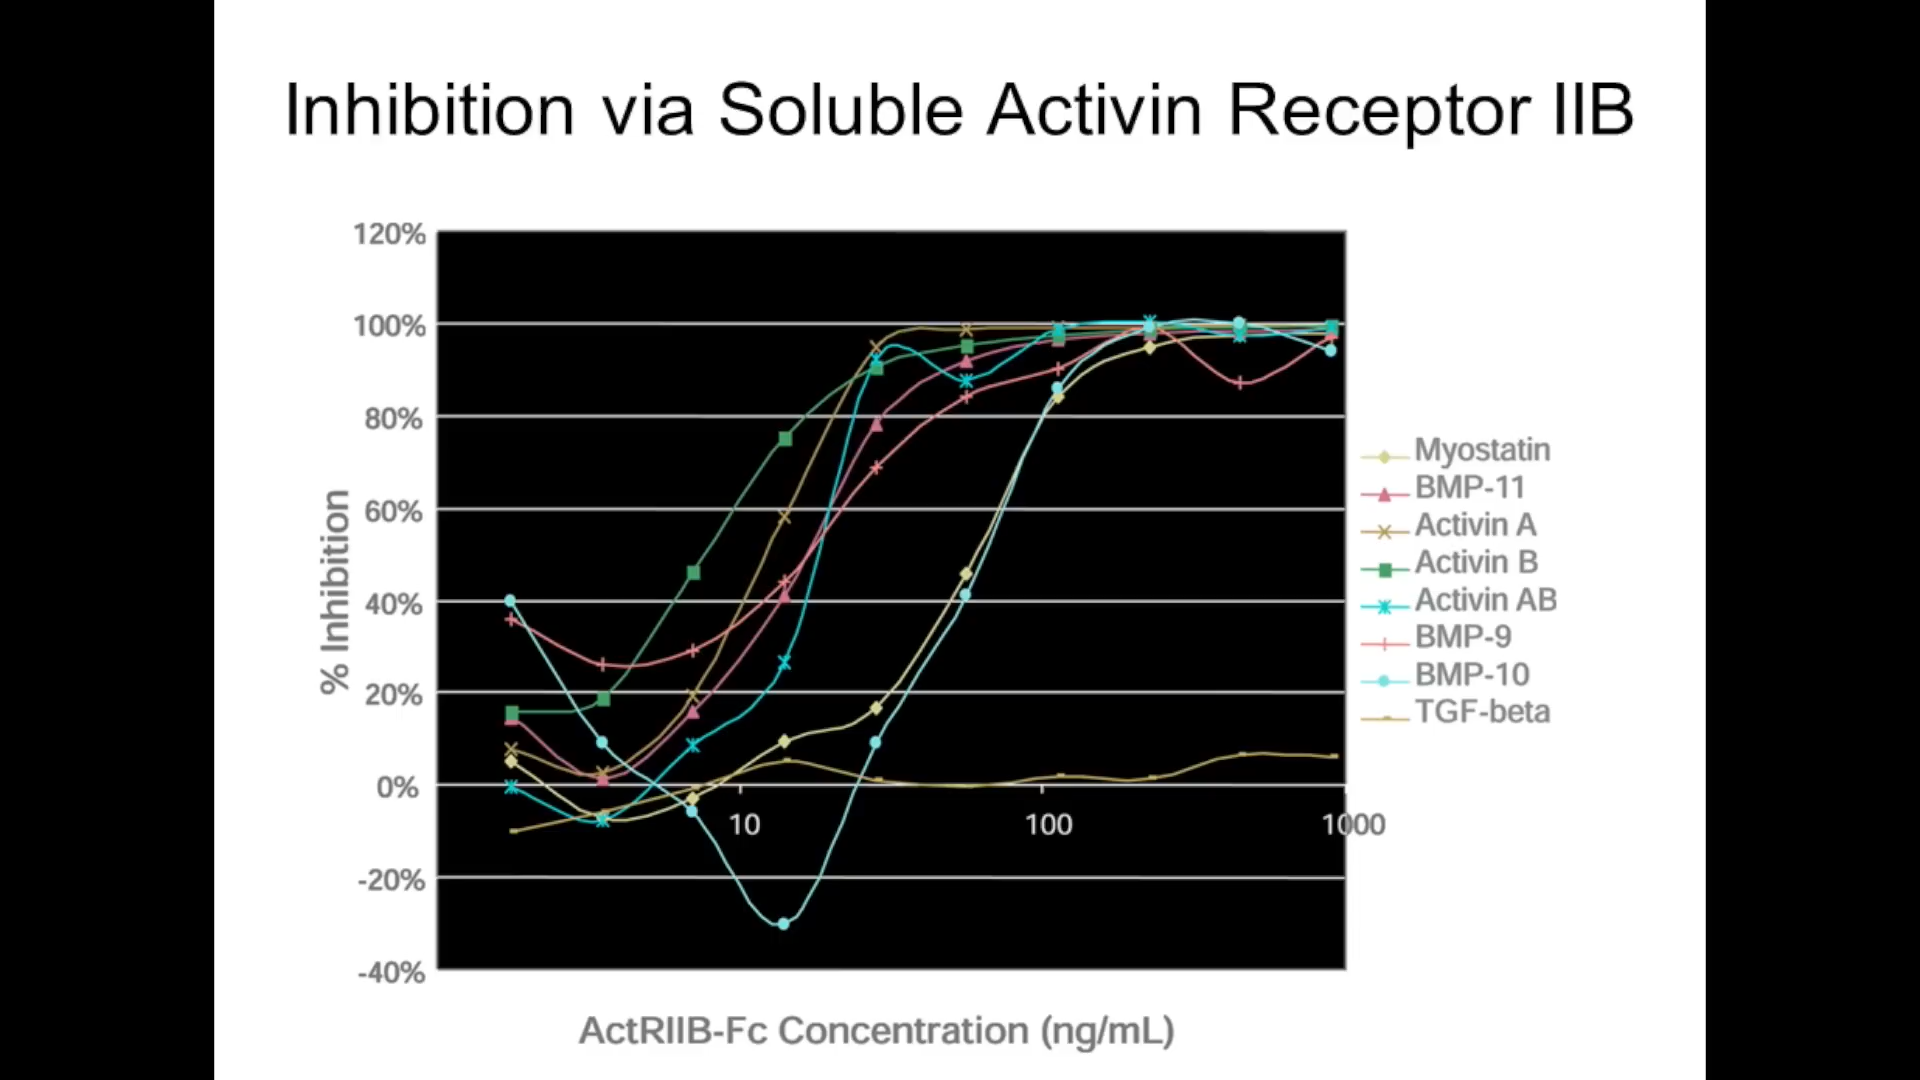 Inhibition via Soluble Activin Receptor IIB
120%
100%
80%
60%
40%
20%
0%
-20%
-40%
% Inhibition
10
100
1000
ActRIIB-Fc Concentration (ng/mL)
Myostatin
BMP-11
Activin A
Activin B
Activin AB
BMP-9
BMP-10
TGF-beta